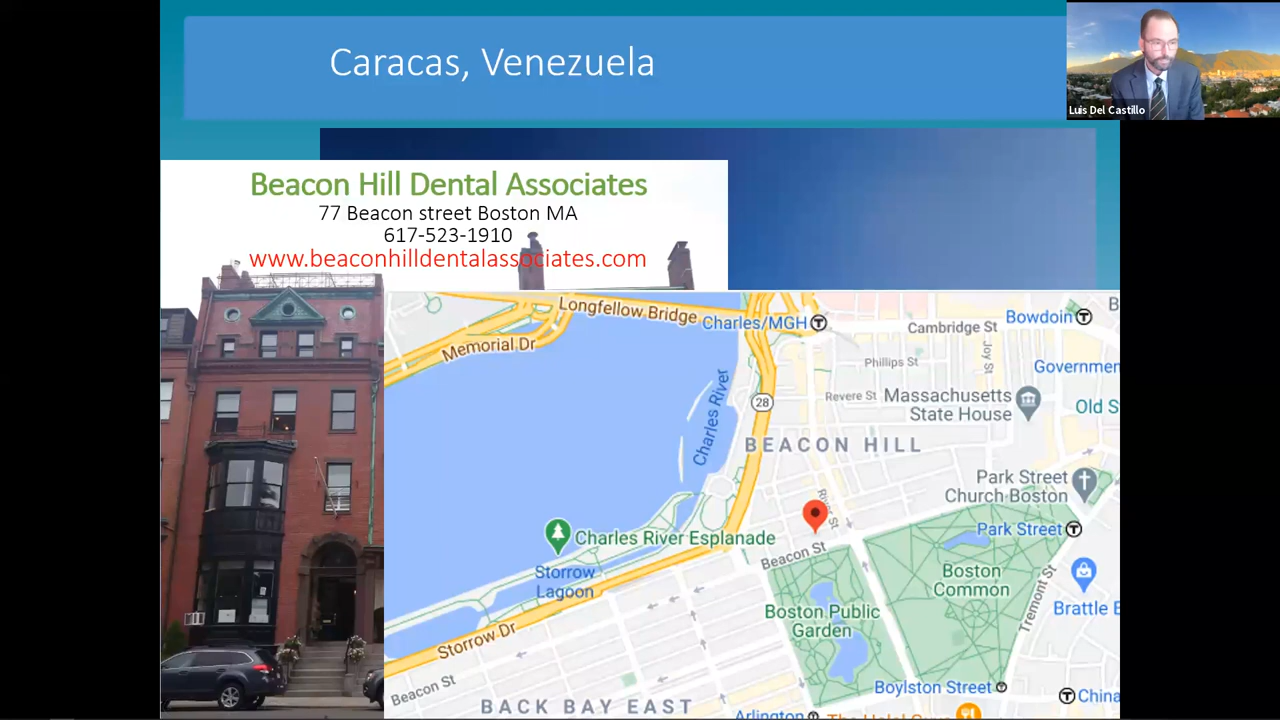 Caracas, Venezuela
Luis Del Castillo
Beacon Hill Dental Associates
77 Beacon street Boston MA
617-523-1910
www.beaconhilldentalassociates.com
Longfellow Bridge
Charles/MGH
Memorial Dr
Cambridge St
Bowdoin
B
Phillips St
Joy St
Governmen
Revere St
Massachusetts
State House
Old S
28
Charles River
BEACON HILL
Park Street
Church Boston
River St
Park Street
Charles River Esplanade
Beacon St
Storrow
Lagoon
Boston
Common
Tremont St
Brattle B
Boston Public
Garden
Storrow Dr
Beacon St
Boylston Street
China
BACK BAY EAST
Arlington